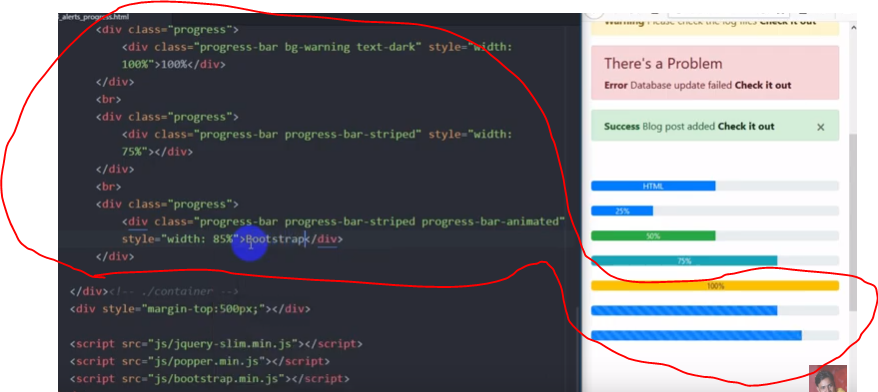 _alerts_progress.html
<div class="progress">
<div class="progress-bar bg-warning text-dark" style="width:
100%">100%</div>
</div>
<br>
<div class="progress">
<div class="progress-bar progress-bar-striped" style="width:
75%"></div>
</div>
<br>
<div class="progress">
<div class="progress-bar progress-bar-striped progress-bar-animated"
style="width: 85%">Bootstrap</div>
</div>
</div><!-- ./container -->
<div style="margin-top:500px;"></div>
<script src="js/jquery-slim.min.js"></script>
<script src="js/popper.min.js"></script>
<script src="js/bootstrap.min.js"></script>
Warning Please check the log files Check it out
There's a Problem
Error Database update failed Check it out
Success Blog post added Check it out ×
HTML
25%
50%
75%
100%